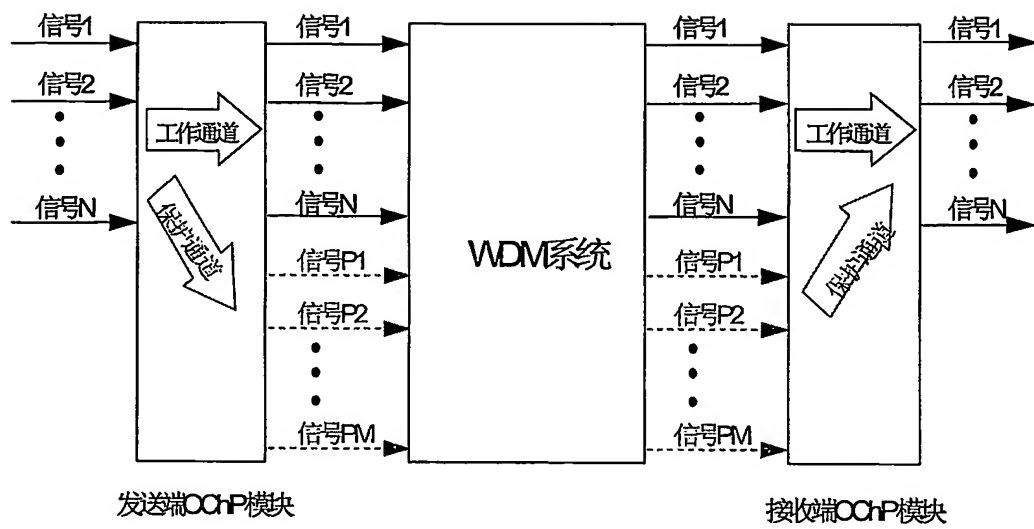 信号1
信号2
信号N
工作通道
保护通道
信号1
信号2
信号N
信号P1
信号P2
信号PM
WDM系统
信号1
信号2
信号N
信号P1
信号P2
信号PM
工作通道
保护通道
信号1
信号2
信号N
发送端OChP模块
接收端OChP模块